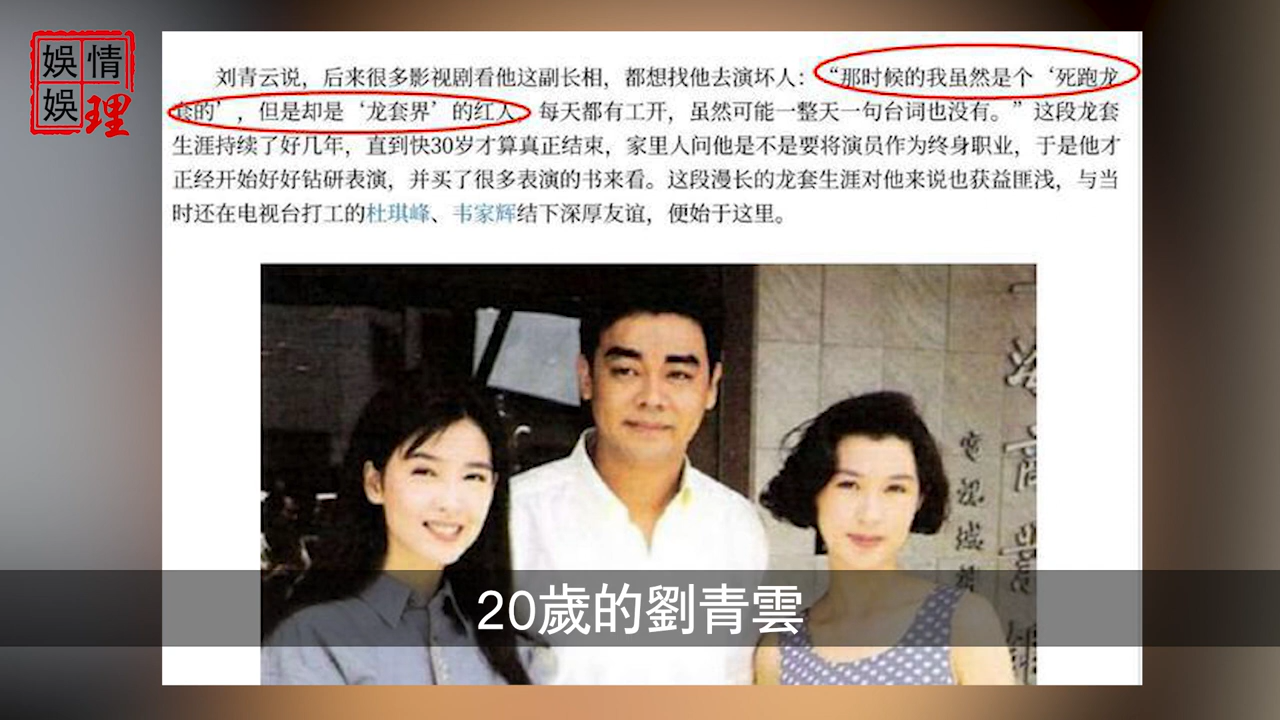 娛情
娛理
刘青云说，后来很多影视剧看他这副长相，都想找他去演坏人：“那时候的我虽然是个‘死跑龙
套的’，但是却是‘龙套界’的红人，每天都有工开，虽然可能一整天一句台词也没有。”这段龙套
生涯持续了好几年，直到快30岁才算真正结束，家里人问他是不是要将演员作为终身职业，于是他才
正经开始好好钻研表演，并买了很多表演的书来看。这段漫长的龙套生涯对他来说也获益匪浅，与当
时还在电视台打工的杜琪峰、韦家辉结下深厚友谊，便始于这里。
電視城
20歲的劉青雲